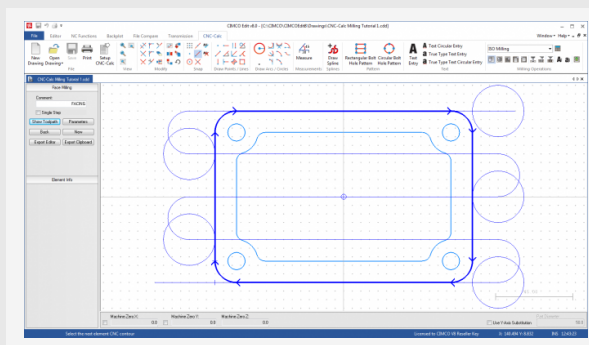 CIMCO Edit v8.0 - [C:\CIMCO\CIMCOEdit8\Drawings\CNC-Calc Milling Tutorial 1.cdd]
File Editor NC Functions Backplot File Compare Transmission CNC-Calc Window Help
New Drawing Open Drawing Save Print Setup CNC-Calc
Measure Draw Spline Rectangular Bolt Hole Pattern Circular Bolt Hole Pattern Text Entry
Text Circular Entry
True Type Text Entry
True Type Text Circular Entry
ISO Milling
File View Modify Snap Draw Points / Lines Draw Arcs / Circles Measurements Splines Pattern Text Milling Operations
CNC-Calc Milling Tutorial 1.cdd
Face Milling
Comment
FACING
Single Step
Show Toolpath Parameters
Back New
Export Editor Export Clipboard
Element Info
Machine Zero X: 0.0 Machine Zero Y: 0.0 Machine Zero Z: 0.0
Use Y Axis Substitution
Select the next element CNC contour